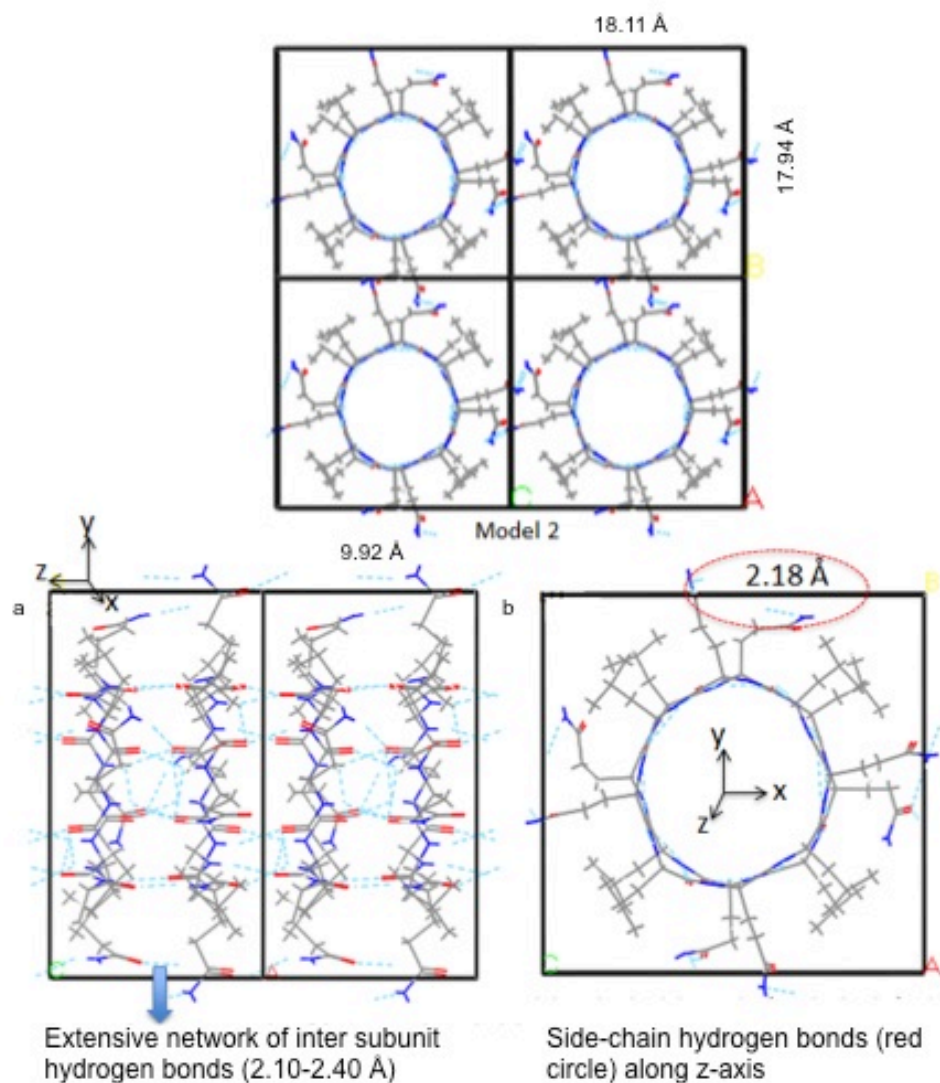 18.11 Å
17.94 Å
B
C
A
Model 2
9.92 Å
y
z
x
a
C
A
b
2.18 Å
B
y
x
z
C
A
Extensive network of inter subunit
hydrogen bonds (2.10-2.40 Å)
Side-chain hydrogen bonds (red
circle) along z-axis